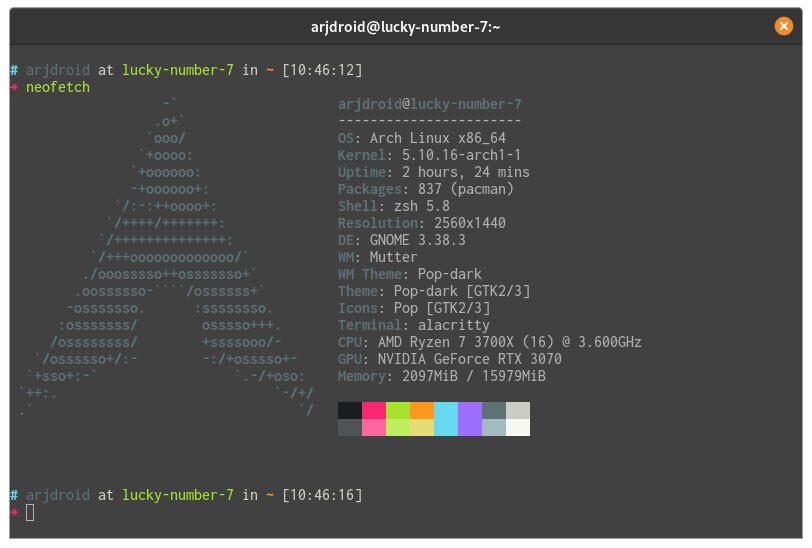 arjdroid@lucky-number-7:~
# arjdroid at lucky-number-7 in ~ [10:46:12]
→ neofetch
                   -`                    arjdroid@lucky-number-7
                  .o+`                   -----------------------
                 `ooo/                   OS: Arch Linux x86_64
                `+oooo:                  Kernel: 5.10.16-arch1-1
               `+oooooo:                 Uptime: 2 hours, 24 mins
               -+oooooo+:                Packages: 837 (pacman)
             `/:-:++oooo+:               Shell: zsh 5.8
            `/++++/+++++++:              Resolution: 2560x1440
           `/++++++++++++++:             DE: GNOME 3.38.3
          `/+++ooooooooooooo/`           WM: Mutter
         ./ooosssso++osssssso+`          WM Theme: Pop-dark
        .oossssso-````/ossssss+`         Theme: Pop-dark [GTK2/3]
       -osssssso.      :ssssssso.        Icons: Pop [GTK2/3]
      :osssssss/        osssso+++.       Terminal: alacritty
     /ossssssss/        +ssssooo/-       CPU: AMD Ryzen 7 3700X (16) @ 3.600GHz
   `/ossssso+/:-        -:/+osssso+-     GPU: NVIDIA GeForce RTX 3070
  `+sso+:-`                 `.-/+oso:    Memory: 2097MiB / 15979MiB
 `++:.                           `-/+/
 .`                                 `/
# arjdroid at lucky-number-7 in ~ [10:46:16]
→